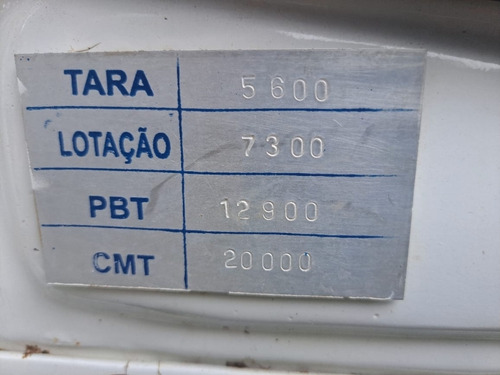 TARA 5600
LOTAÇÃO 7300
PBT 12900
CMT 20000